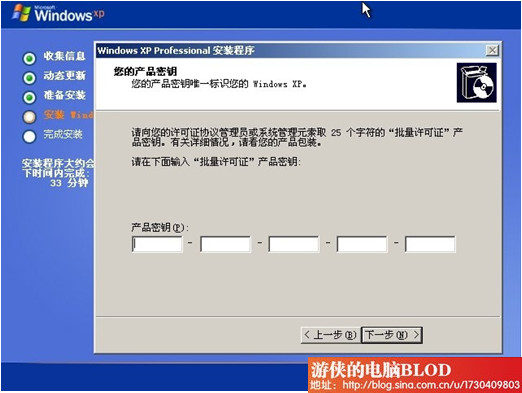 Microsoft
Windows xp
收集信息
动态更新
准备安装
安装 Wind
完成安装
安装程序大约会
下时间内完成:
33 分钟
Windows XP Professional 安装程序
您的产品密钥
您的产品密钥唯一标识您的 Windows XP。
请向您的许可证协议管理员或系统管理元索取 25 个字符的“批量许可证”产
品密钥。有关详细情况,请看您的产品包装。
请在下面输入“批量许可证”产品密钥:
产品密钥(P):
- - - -
< 上一步(B) 下一步(N) >
游侠的电脑BLOD
地址: http://blog.sina.com.cn/u/1730409803